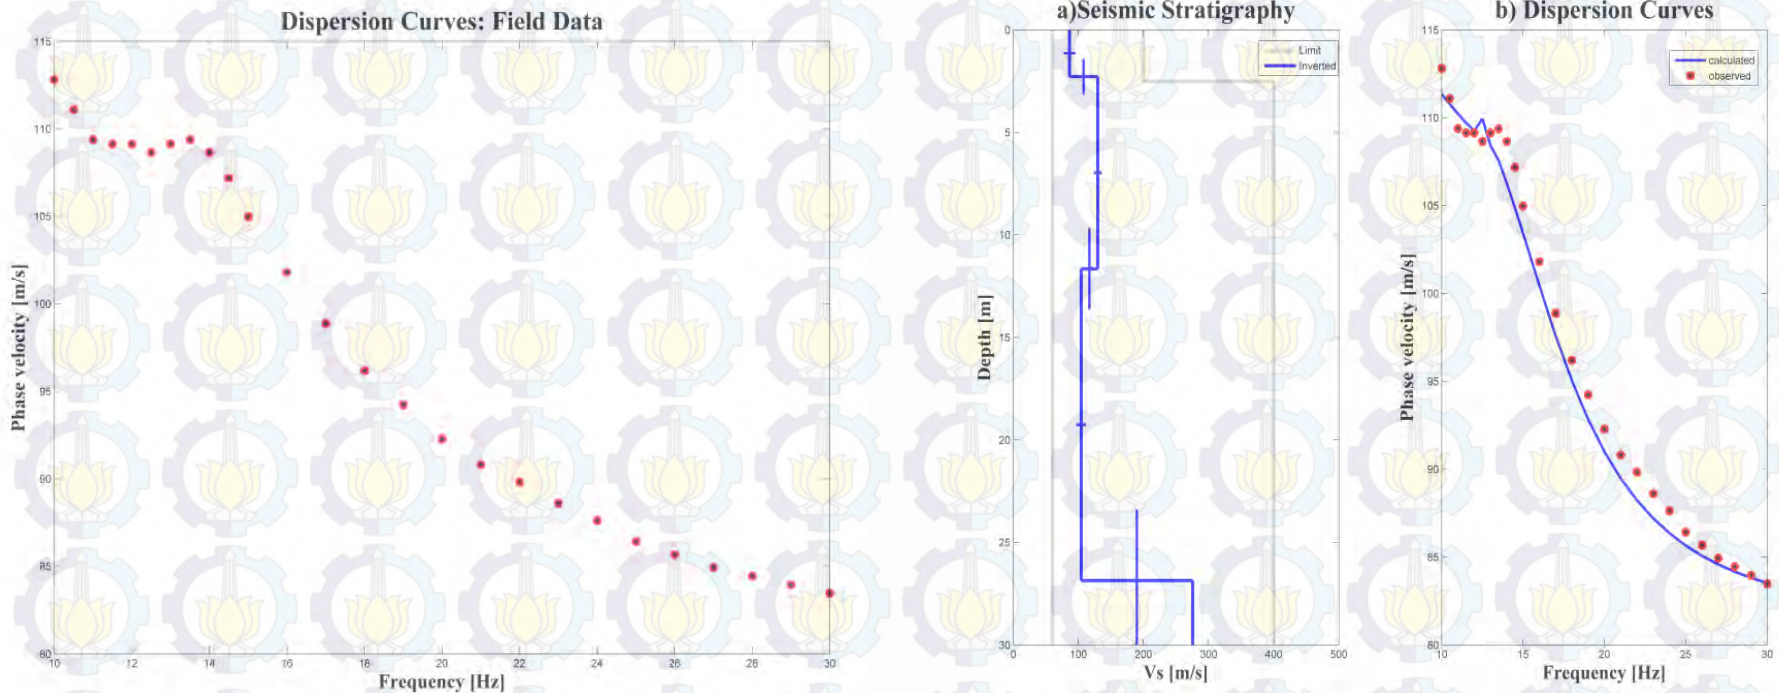 Dispersion Curves: Field Data
115
110
105
100
95
90
85
80
Phase velocity [m/s]
10 12 14 16 18 20 22 24 26 28 30
Frequency [Hz]
a)Seismic Stratigraphy
Limit
Inverted
0
5
10
15
20
25
30
Depth [m]
0 100 200 300 400 500
Vs [m/s]
b) Dispersion Curves
calculated
observed
115
110
105
100
95
90
85
80
Phase velocity [m/s]
10 15 20 25 30
Frequency [Hz]